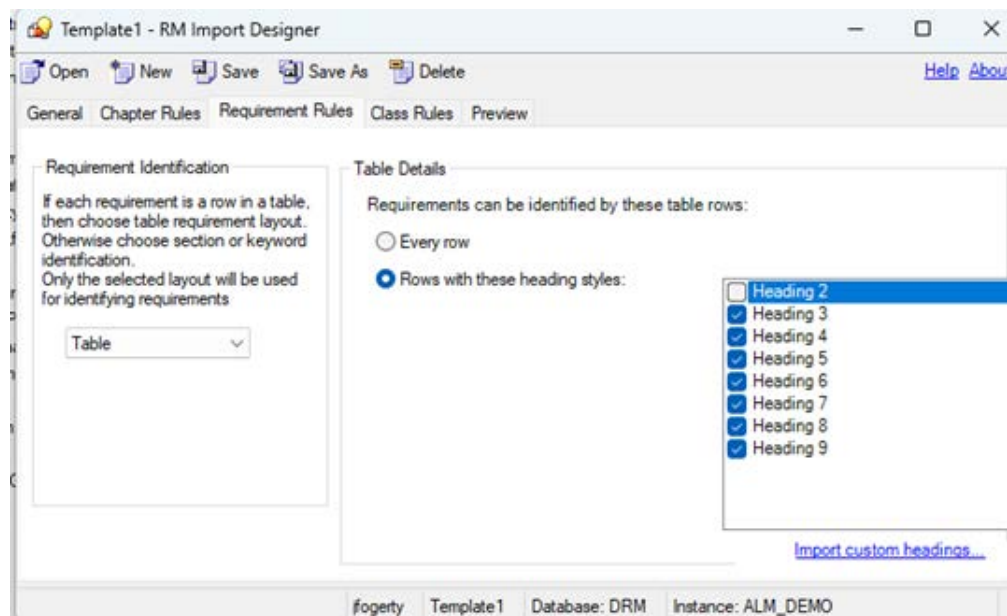 Template1 - RM Import Designer
Open New Save Save As Delete Help About
General Chapter Rules Requirement Rules Class Rules Preview
Requirement Identification
If each requirement is a row in a table,
then choose table requirement layout.
Otherwise choose section or keyword
identification.
Only the selected layout will be used
for identifying requirements
Table
Table Details
Requirements can be identified by these table rows:
Every row
Rows with these heading styles:
Heading 2
Heading 3
Heading 4
Heading 5
Heading 6
Heading 7
Heading 8
Heading 9
Import custom headings...
jfogerty Template1 Database: DRM Instance: ALM_DEMO